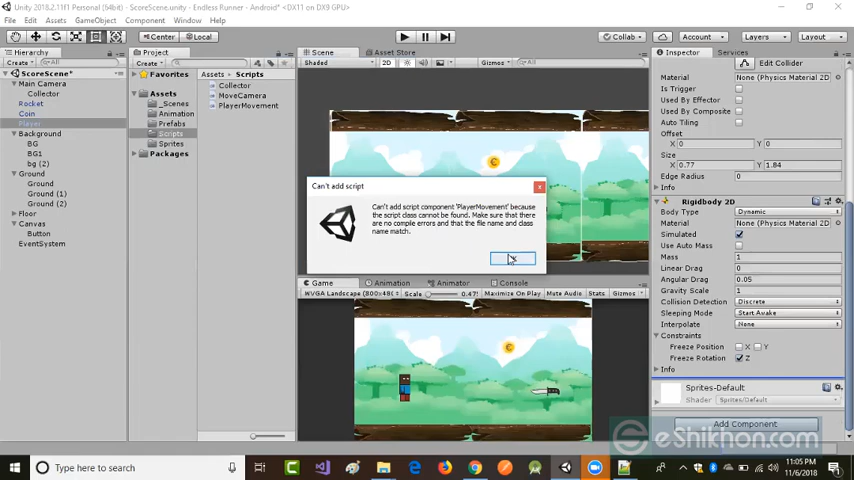 Unity 2018.2.11f1 Personal (64bit) - ScoreScene.unity - Endless Runner - Android* <DX11 on DX9 GPU>
File Edit Assets GameObject Component Window Help
Center Local Collab Account Layers Layout
Hierarchy
Create
ScoreScene*
Main Camera
Collector
Rocket
Coin
Player
Background
BG
BG1
bg (2)
Ground
Ground
Ground (1)
Ground (2)
Floor
Canvas
Button
EventSystem
Project
Create
Favorites
Assets
_Scenes
Animation
Prefabs
Scripts
Sprites
Packages
Assets Scripts
Collector
MoveCamera
PlayerMovement
Scene Asset Store
Shaded 2D Gizmos
Can't add script
Can't add script component 'PlayerMovement' because
the script class cannot be found. Make sure that there
are no compile errors and that the file name and class
name match.
Game Animation Animator Console
WVGA Landscape (800x48( Scale 0.47: Maximize On Play Mute Audio Stats Gizmos
Inspector Services
Edit Collider
Material None (Physics Material 2D
Is Trigger
Used By Effector
Used By Composite
Auto Tiling
Offset
X 0 Y 0
Size
X 0.77 Y 1.84
Edge Radius 0
Info
Rigidbody 2D
Body Type Dynamic
Material None (Physics Material 2D
Simulated
Use Auto Mass
Mass 1
Linear Drag 0
Angular Drag 0.05
Gravity Scale 1
Collision Detection Discrete
Sleeping Mode Start Awake
Interpolate None
Constraints
Freeze Position X Y
Freeze Rotation Z
Info
Sprites-Default
Shader Sprites/Default
Add Component
eShikhon.com
Type here to search
11:05 PM
11/6/2018